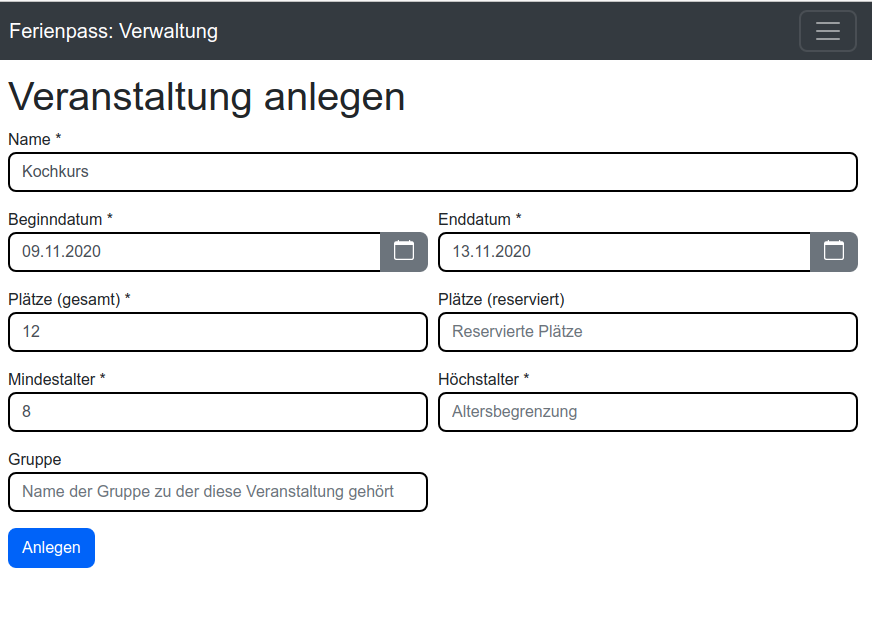 Ferienpass: Verwaltung
Veranstaltung anlegen
Name *
Kochkurs
Beginndatum * Enddatum *
09.11.2020 13.11.2020
Plätze (gesamt) * Plätze (reserviert)
12 Reservierte Plätze
Mindestalter * Höchstalter *
8 Altersbegrenzung
Gruppe
Name der Gruppe zu der diese Veranstaltung gehört
Anlegen